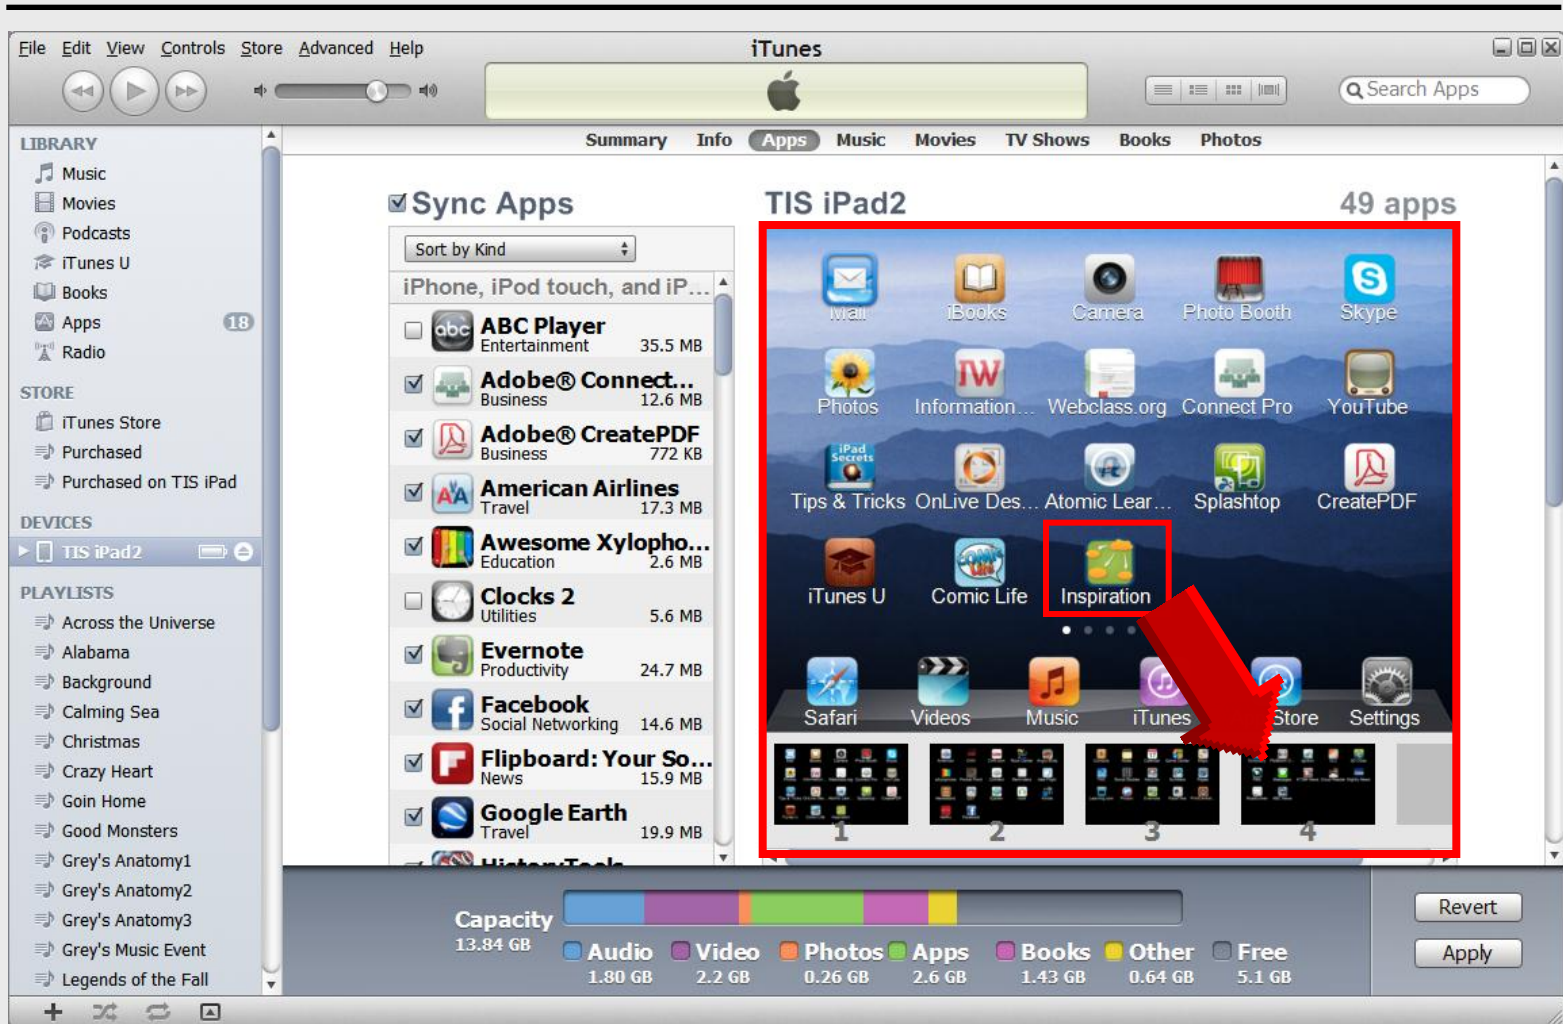 File Edit View Controls Store Advanced Help
iTunes
Search Apps
LIBRARY
Music
Movies
Podcasts
iTunes U
Books
Apps 18
Radio
STORE
iTunes Store
Purchased
Purchased on TIS iPad
DEVICES
TIS iPad2
PLAYLISTS
Across the Universe
Alabama
Background
Calming Sea
Christmas
Crazy Heart
Goin Home
Good Monsters
Grey's Anatomy1
Grey's Anatomy2
Grey's Anatomy3
Grey's Music Event
Legends of the Fall
Summary Info Apps Music Movies TV Shows Books Photos
Sync Apps
Sort by Kind
iPhone, iPod touch, and iP...
abc
ABC Player
Entertainment 35.5 MB
Adobe® Connect...
Business 12.6 MB
Adobe® CreatePDF
Business 772 KB
AA
American Airlines
Travel 17.3 MB
Awesome Xylopho...
Education 2.6 MB
Clocks 2
Utilities 5.6 MB
Evernote
Productivity 24.7 MB
Facebook
Social Networking 14.6 MB
Flipboard: Your So...
News 15.9 MB
Google Earth
Travel 19.9 MB
HistoryTools
TIS iPad2 49 apps
Mail iBooks Camera Photo Booth Skype
IW
Photos Information... Webclass.org Connect Pro YouTube
iPad
Secrets
Tips & Tricks OnLive Des... Atomic Lear... Splashtop CreatePDF
COMIC
LIFE
iTunes U Comic Life Inspiration
Safari Videos Music iTunes Store Settings
1 2 3 4
Capacity
13.84 GB
Audio Video Photos Apps Books Other Free
1.80 GB 2.2 GB 0.26 GB 2.6 GB 1.43 GB 0.64 GB 5.1 GB
Revert
Apply